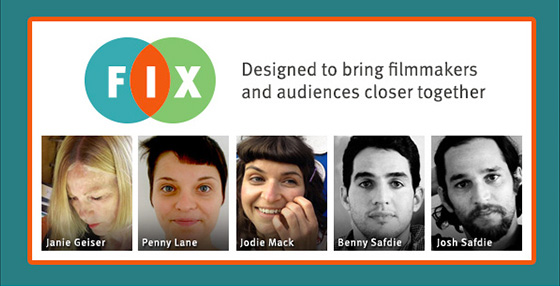 FIX
Designed to bring filmmakers
and audiences closer together
Janie Geiser
Penny Lane
Jodie Mack
Benny Safdie
Josh Safdie